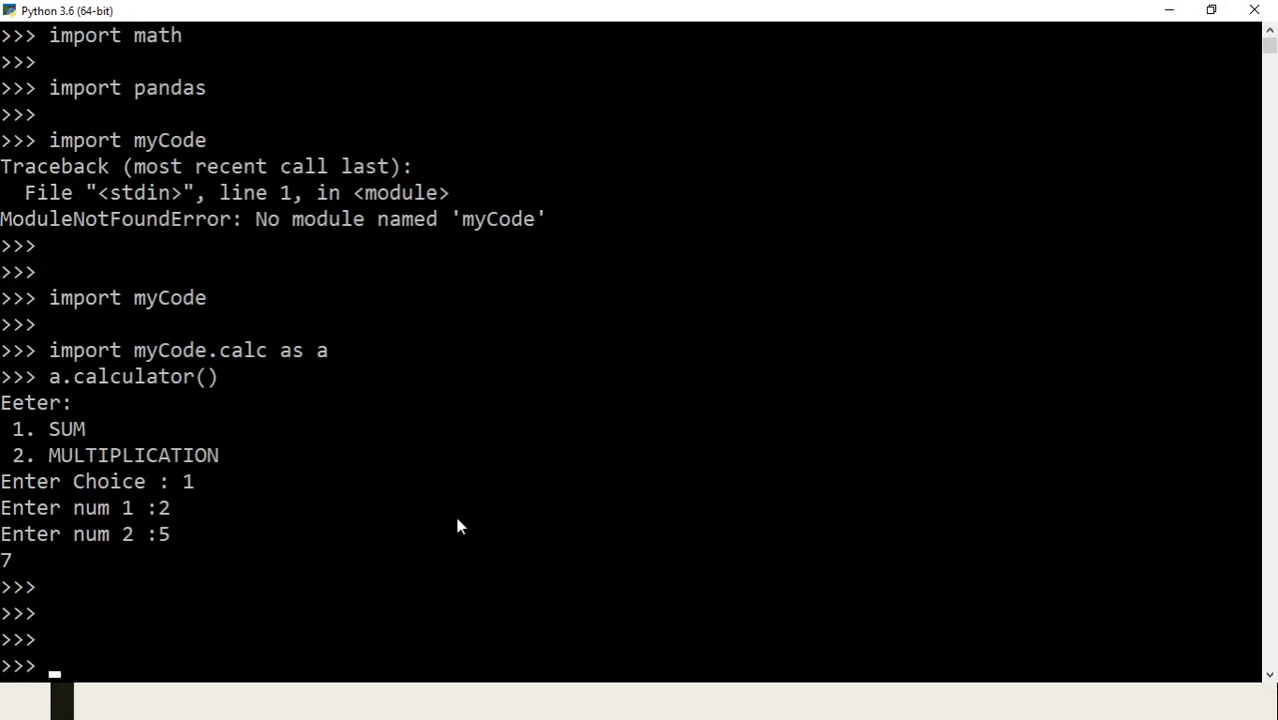 Python 3.6 (64-bit)
>>> import math
>>>
>>> import pandas
>>>
>>> import myCode
Traceback (most recent call last):
  File "<stdin>", line 1, in <module>
ModuleNotFoundError: No module named 'myCode'
>>>
>>>
>>> import myCode
>>>
>>> import myCode.calc as a
>>> a.calculator()
Eeter:
 1. SUM
 2. MULTIPLICATION
Enter Choice : 1
Enter num 1 :2
Enter num 2 :5
7
>>>
>>>
>>>
>>>